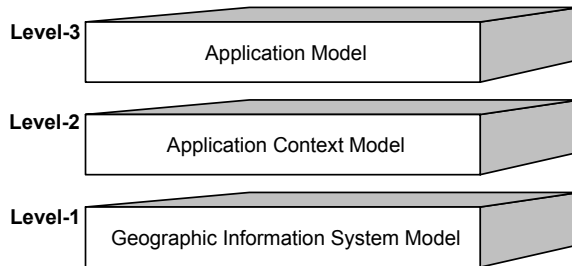 Level-3
Application Model
Level-2
Application Context Model
Level-1
Geographic Information System Model